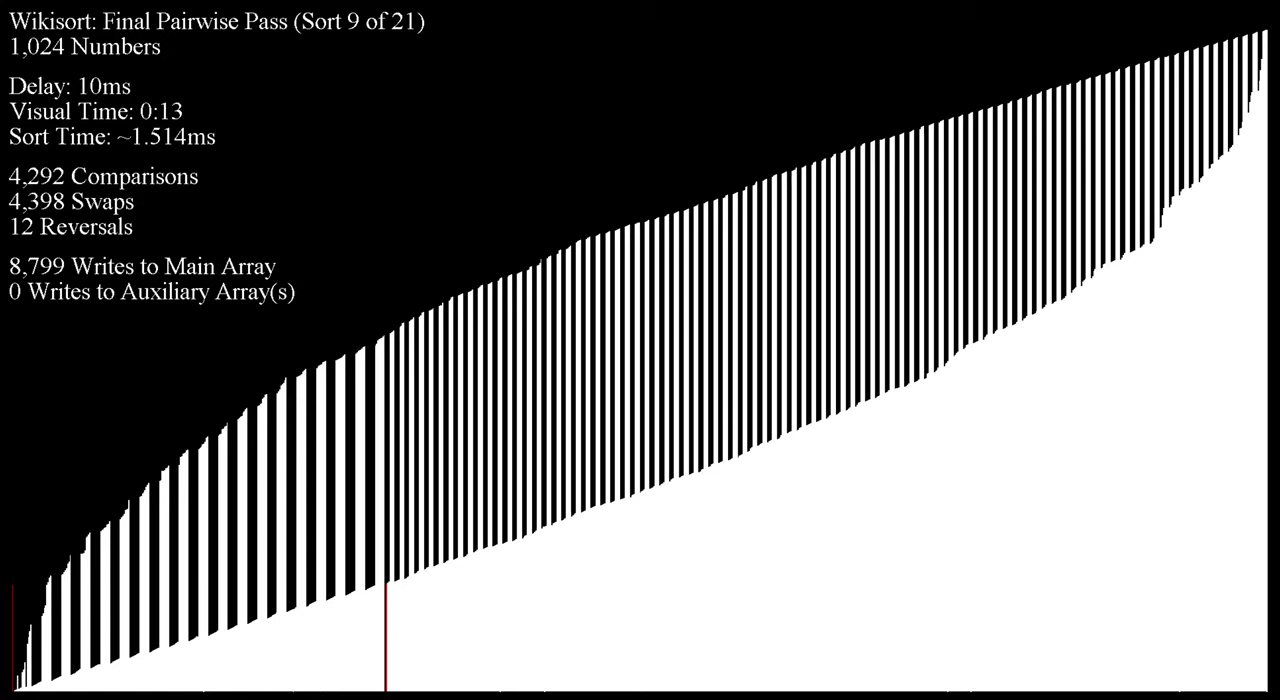 Wikisort: Final Pairwise Pass (Sort 9 of 21)
1,024 Numbers
Delay: 10ms
Visual Time: 0:13
Sort Time: ~1.514ms
4,292 Comparisons
4,398 Swaps
12 Reversals
8,799 Writes to Main Array
0 Writes to Auxiliary Array(s)